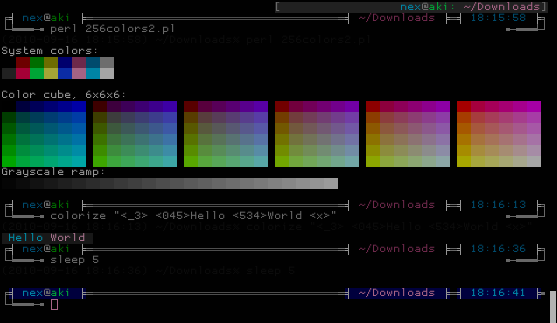 [ nex@aki: ~/Downloads]
nex@aki ~/Downloads 18:15:58
perl 256colors2.pl
System colors:
Color cube, 6x6x6:
Grayscale ramp:
nex@aki ~/Downloads 18:16:13
colorize "<_3> <045>Hello <534>World <x>"
Hello World
nex@aki ~/Downloads 18:16:36
sleep 5
nex@aki ~/Downloads 18:16:41